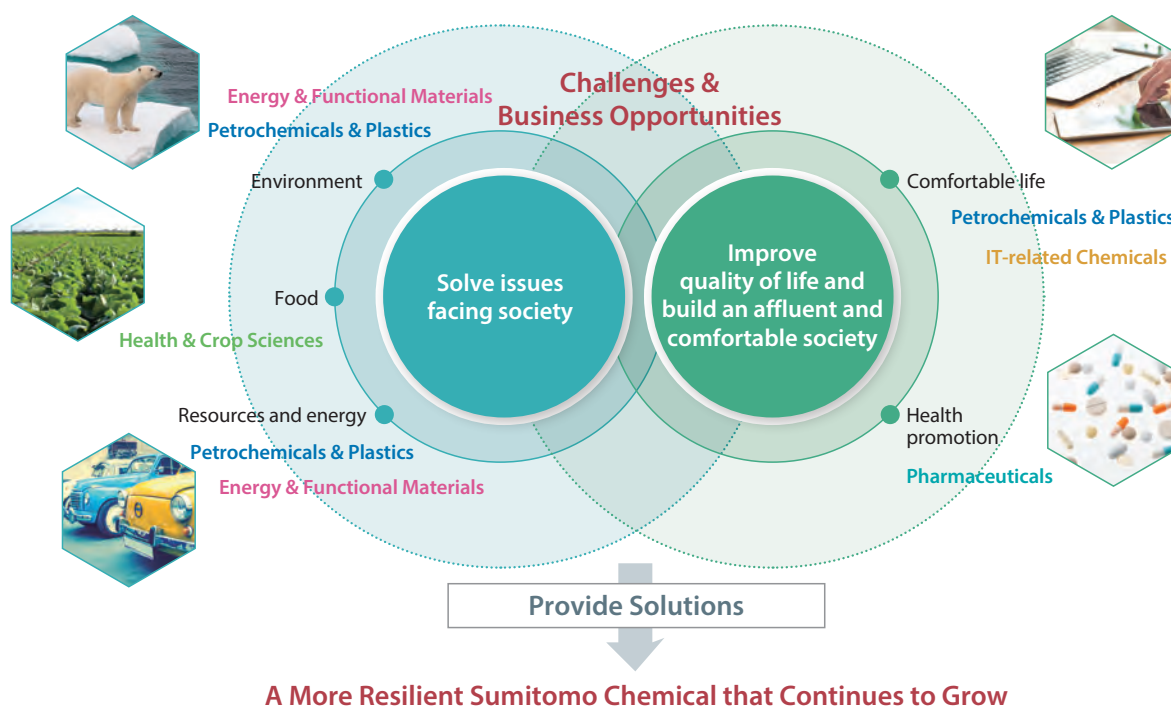 Challenges &
Business Opportunities
Energy & Functional Materials
Petrochemicals & Plastics
Environment
Food
Health & Crop Sciences
Resources and energy
Petrochemicals & Plastics
Energy & Functional Materials
Solve issues
facing society
Improve
quality of life and
build an affluent and
comfortable society
Comfortable life
Petrochemicals & Plastics
IT-related Chemicals
Health
promotion
Pharmaceuticals
Provide Solutions
A More Resilient Sumitomo Chemical that Continues to Grow